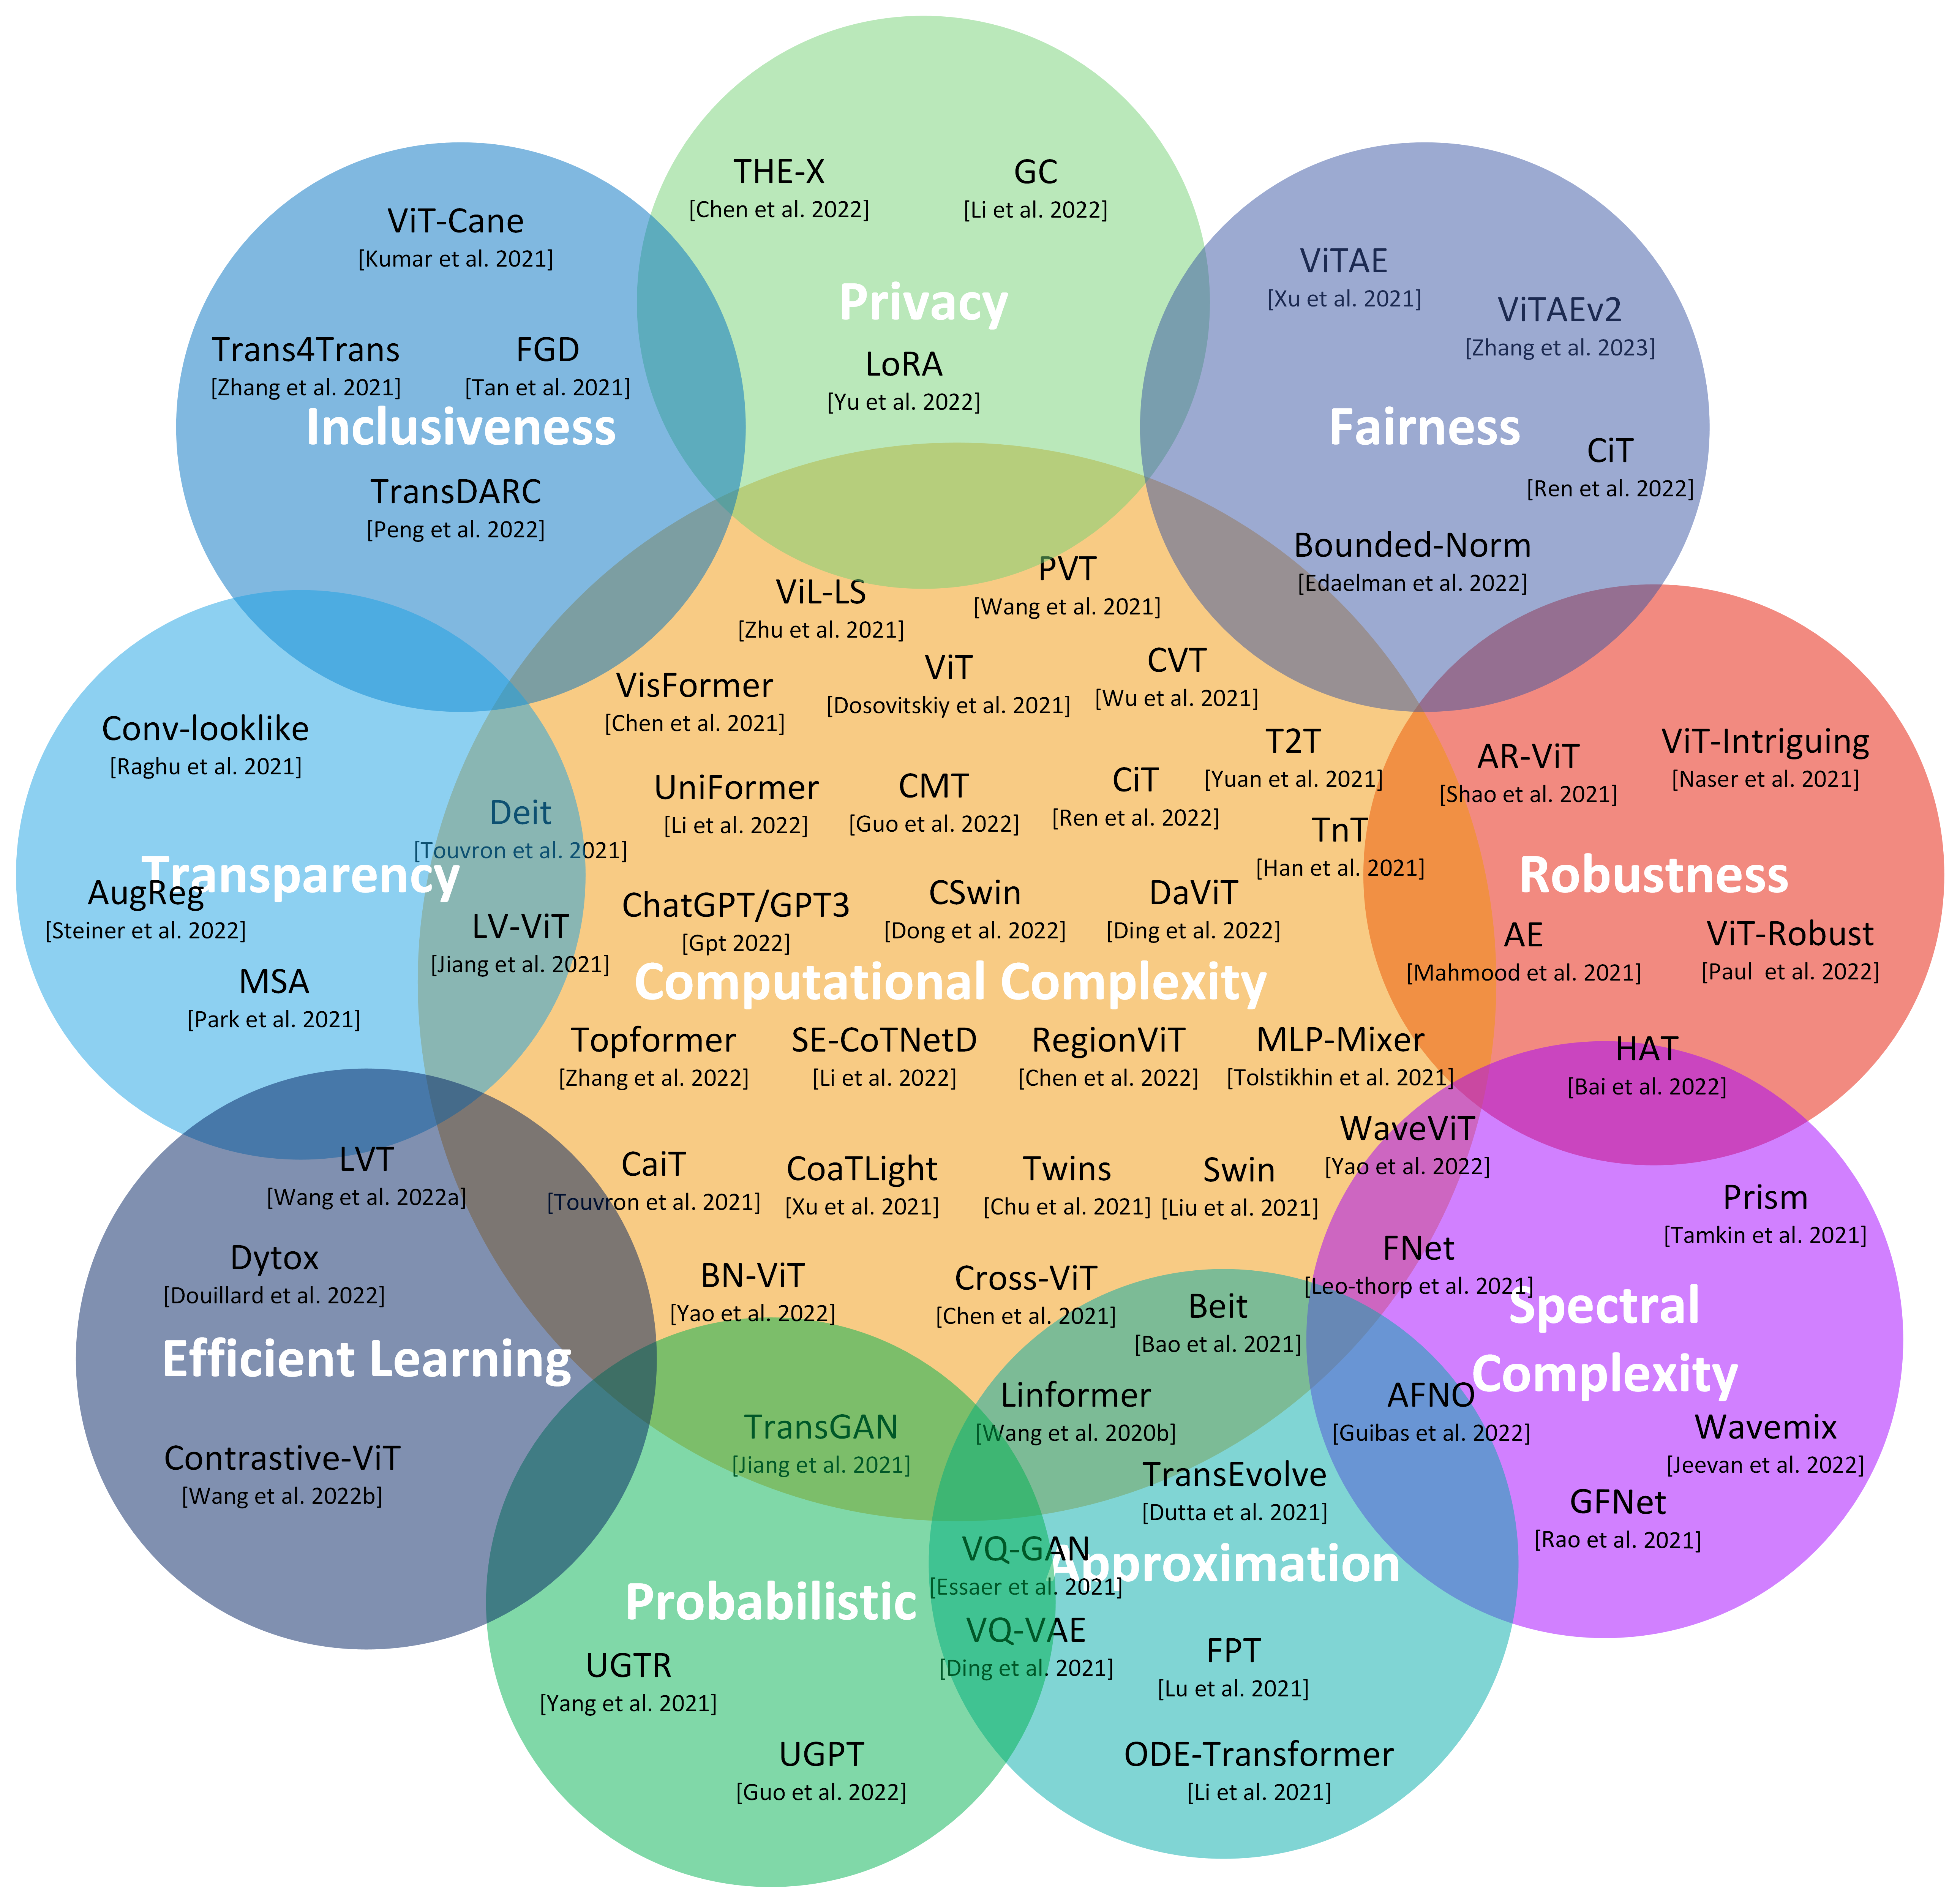 THE-X
[Chen et al. 2022]
GC
[Li et al. 2022]
Privacy
LoRA
[Yu et al. 2022]
ViT-Cane
[Kumar et al. 2021]
Trans4Trans
[Zhang et al. 2021]
FGD
[Tan et al. 2021]
Inclusiveness
TransDARC
[Peng et al. 2022]
ViTAE
[Xu et al. 2021]
ViTAEv2
[Zhang et al. 2023]
Fairness
CiT
[Ren et al. 2022]
Bounded-Norm
[Edaelman et al. 2022]
Conv-looklike
[Raghu et al. 2021]
Deit
[Touvron et al. 2021]
Transparency
AugReg
[Steiner et al. 2022]
LV-ViT
[Jiang et al. 2021]
MSA
[Park et al. 2021]
PVT
[Wang et al. 2021]
ViL-LS
[Zhu et al. 2021]
ViT
[Dosovitskiy et al. 2021]
CVT
[Wu et al. 2021]
VisFormer
[Chen et al. 2021]
T2T
[Yuan et al. 2021]
UniFormer
[Li et al. 2022]
CMT
[Guo et al. 2022]
CiT
[Ren et al. 2022]
TnT
[Han et al. 2021]
ChatGPT/GPT3
[Gpt 2022]
CSwin
[Dong et al. 2022]
DaViT
[Ding et al. 2022]
Computational Complexity
Topformer
[Zhang et al. 2022]
SE-CoTNetD
[Li et al. 2022]
RegionViT
[Chen et al. 2022]
MLP-Mixer
[Tolstikhin et al. 2021]
CaiT
[Touvron et al. 2021]
CoaTLight
[Xu et al. 2021]
Twins
[Chu et al. 2021]
Swin
[Liu et al. 2021]
WaveViT
[Yao et al. 2022]
BN-ViT
[Yao et al. 2022]
Cross-ViT
[Chen et al. 2021]
Beit
[Bao et al. 2021]
FNet
[Leo-thorp et al. 2021]
AR-ViT
[Shao et al. 2021]
ViT-Intriguing
[Naser et al. 2021]
Robustness
AE
[Mahmood et al. 2021]
ViT-Robust
[Paul  et al. 2022]
HAT
[Bai et al. 2022]
Prism
[Tamkin et al. 2021]
Spectral
Complexity
AFNO
[Guibas et al. 2022]
Wavemix
[Jeevan et al. 2022]
GFNet
[Rao et al. 2021]
LVT
[Wang et al. 2022a]
Dytox
[Douillard et al. 2022]
Efficient Learning
Contrastive-ViT
[Wang et al. 2022b]
TransGAN
[Jiang et al. 2021]
Probabilistic
UGTR
[Yang et al. 2021]
UGPT
[Guo et al. 2022]
Linformer
[Wang et al. 2020b]
TransEvolve
[Dutta et al. 2021]
VQ-GAN
[Essaer et al. 2021]
Approximation
VQ-VAE
[Ding et al. 2021]
FPT
[Lu et al. 2021]
ODE-Transformer
[Li et al. 2021]